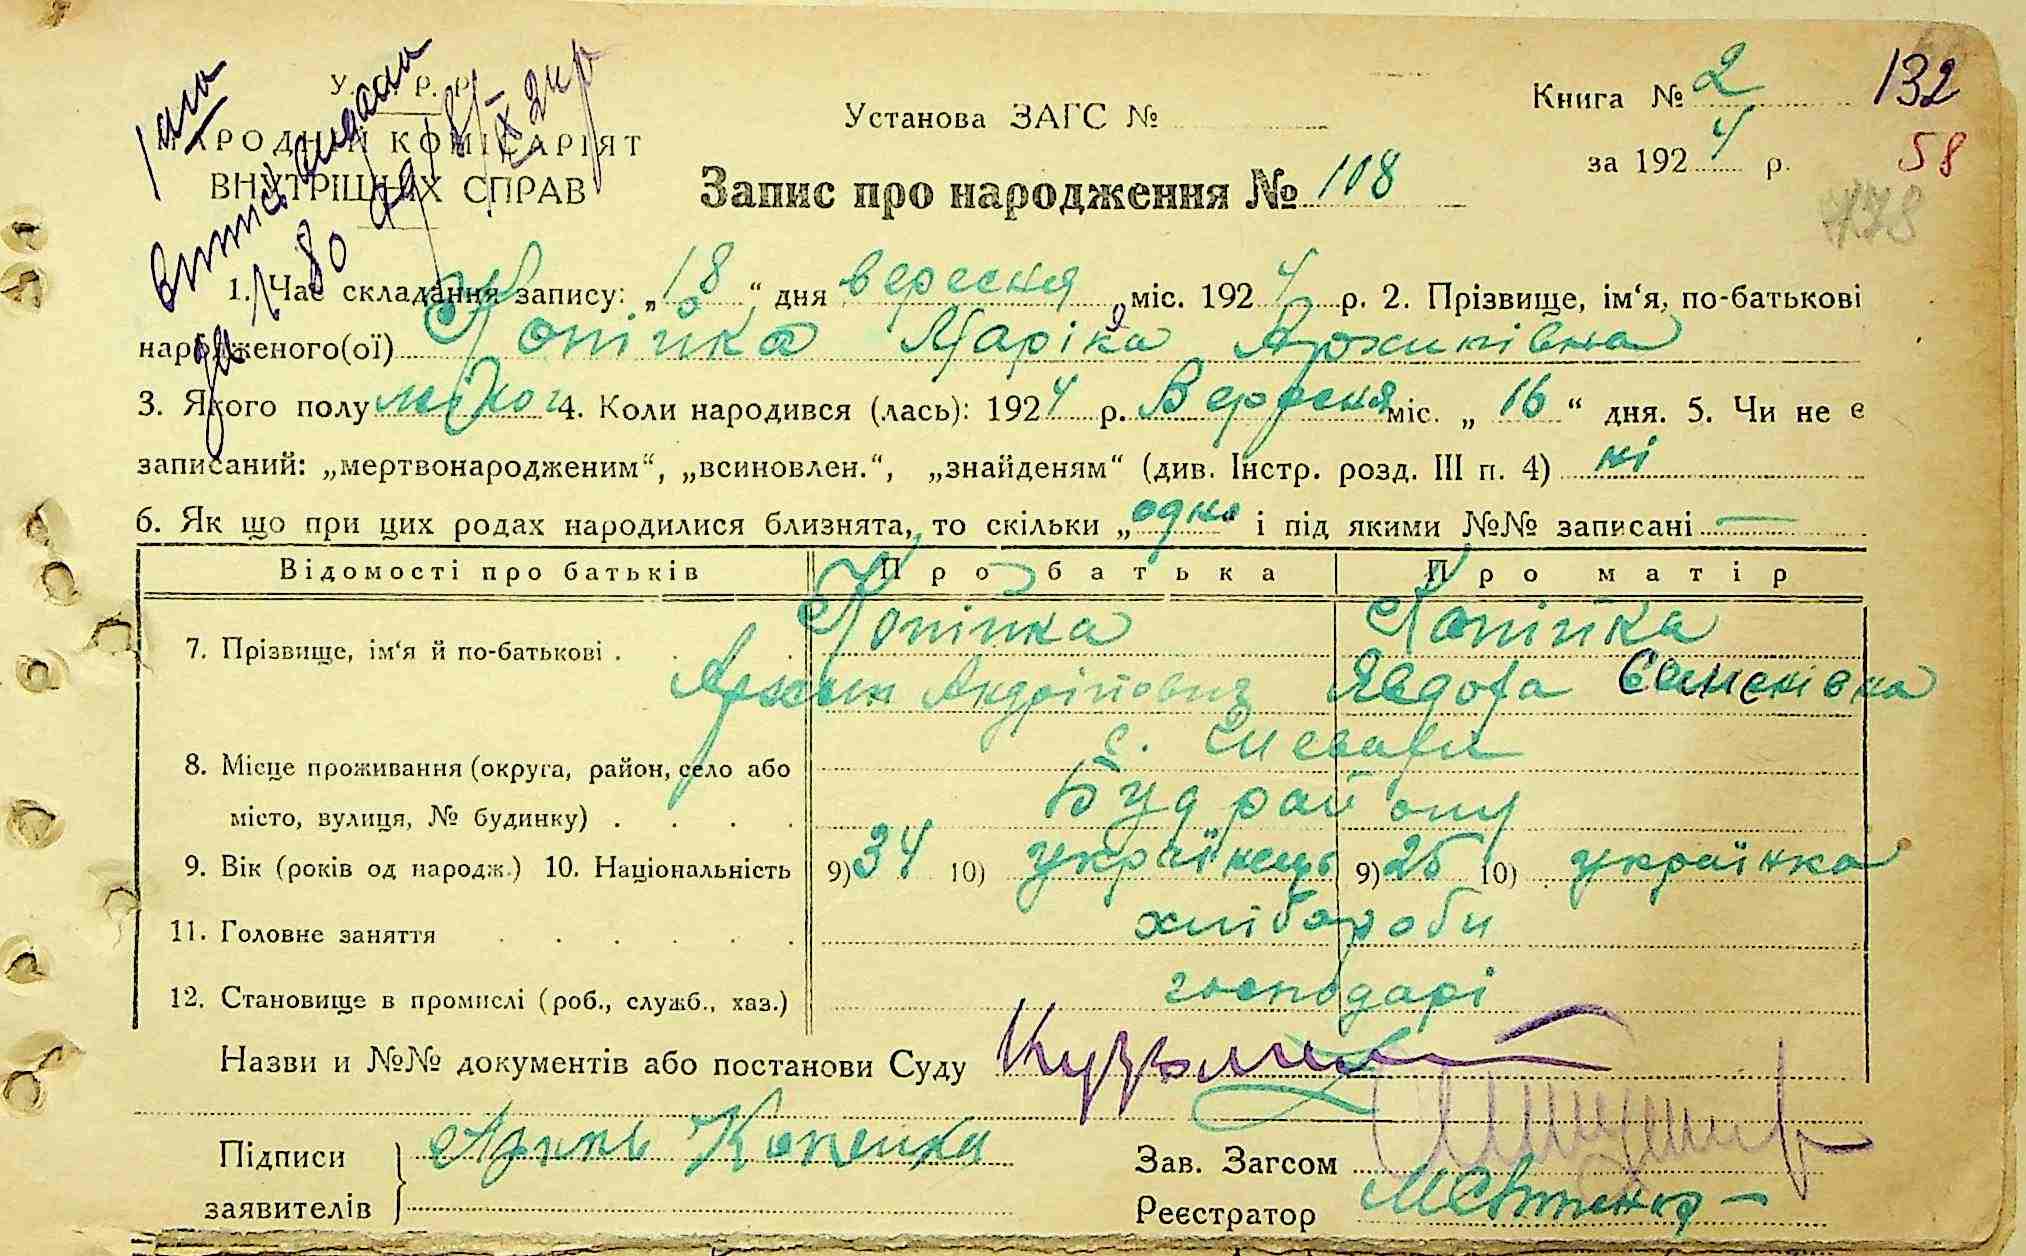 У. С. Р. Р.
НАРОДНІЙ КОМІСАРІЯТ
ВНУТРІШНІХ СПРАВ
Установа ЗАГС №
Книга № 2 132
за 1924 р. 58
178
Запис про народження № 108
1. Час складання запису: „18“ дня вересня міс. 1924 р. 2. Прізвище, ім‘я, по-батькові
народженого(ої) Копійка Марія Архипівна
3. Якого полу жіноч 4. Коли народився (лась): 1924 р. Вересня міс. „ 16 “ дня. 5. Чи не є
записаний: „мертвонародженим“, „всиновлен.“, „знайденям“ (див. Інстр. розд. III п. 4) ні
6. Як що при цих родах народилися близнята, то скільки „одно і під якими №№ записані —
Відомості про батьків Про батька Про матір
7. Прізвище, ім‘я й по-батькові . Копійка Копійка
Архип Андрійович Явдоха Семенівна
8. Місце проживання (округа, район, село або
місто, вулиця, № будинку) . . . . Буд району
9. Вік (років од народж.) 10. Національність 9) 34 10) українець 9) 25 10) українка
11. Головне заняття хлібороби
12. Становище в промислі (роб., служб., хаз.) господарі
Назви и №№ документів або постанови Суду
Підписи Копейка
заявителів
Зав. Загсом
Реєстратор